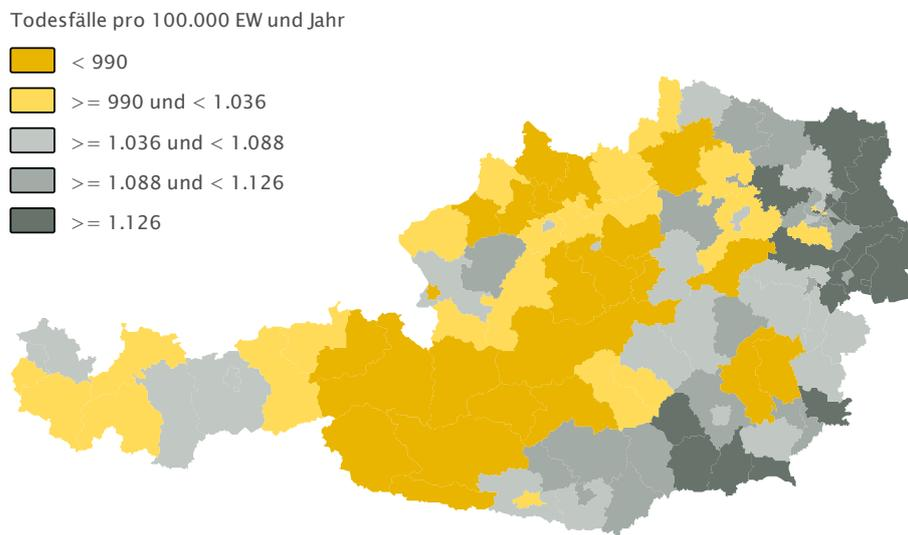 Todesfälle pro 100.000 EW und Jahr
< 990
>= 990 und < 1.036
>= 1.036 und < 1.088
>= 1.088 und < 1.126
>= 1.126